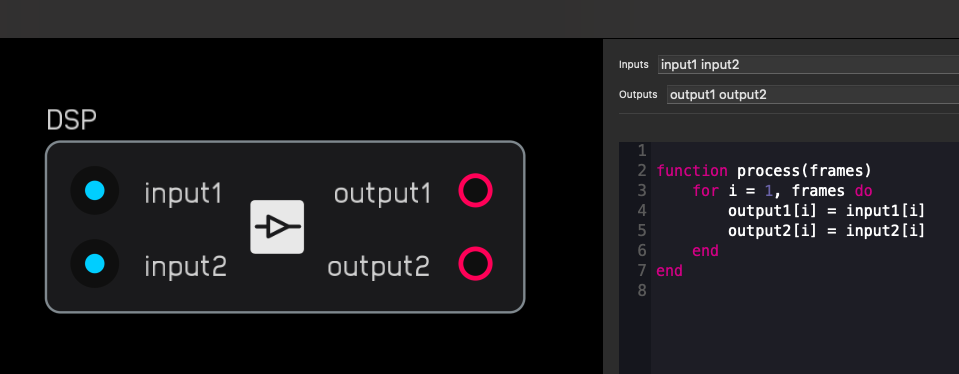 DSP
input1 output1
input2 output2
Inputs input1 input2
Outputs output1 output2
1
2 function process(frames)
3     for i = 1, frames do
4         output1[i] = input1[i]
5         output2[i] = input2[i]
6     end
7 end
8